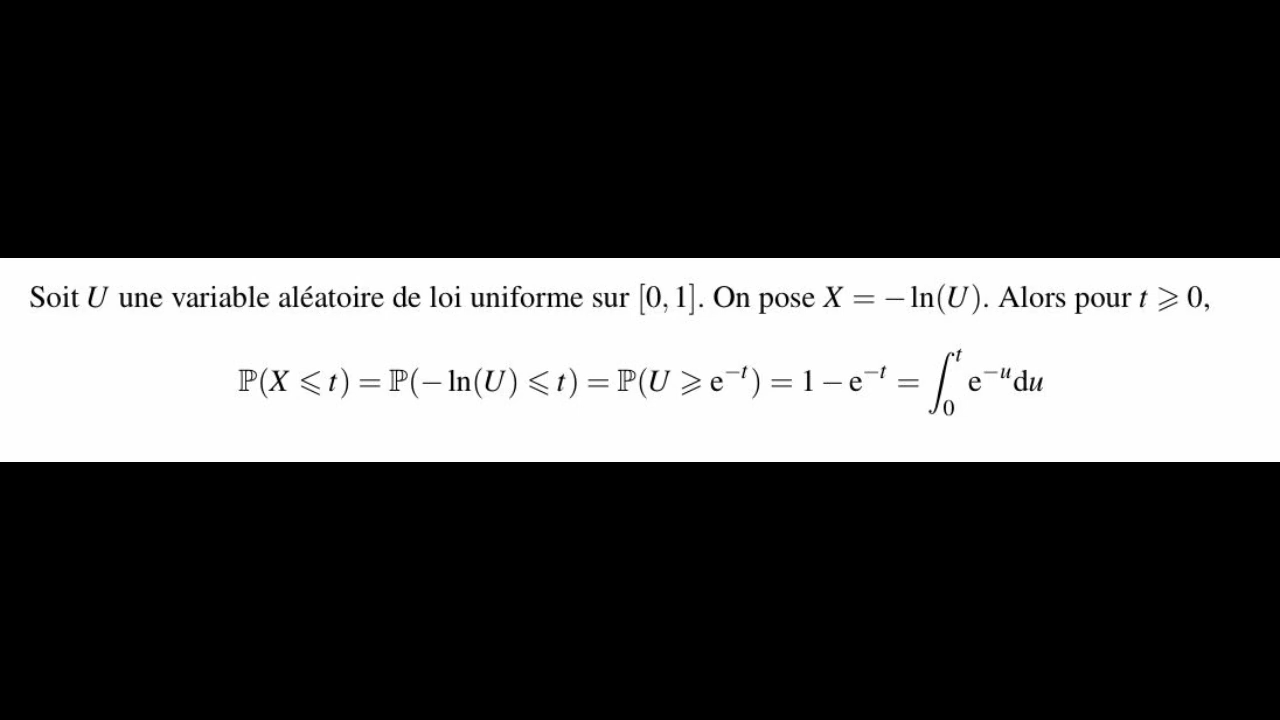 Soit U une variable aléatoire de loi uniforme sur [0, 1]. On pose X = − ln(U). Alors pour t ⩾ 0,
ℙ(X ⩽ t) = ℙ(− ln(U) ⩽ t) = ℙ(U ⩾ e^{−t}) = 1 − e^{−t} = ∫_0^t e^{−u}du